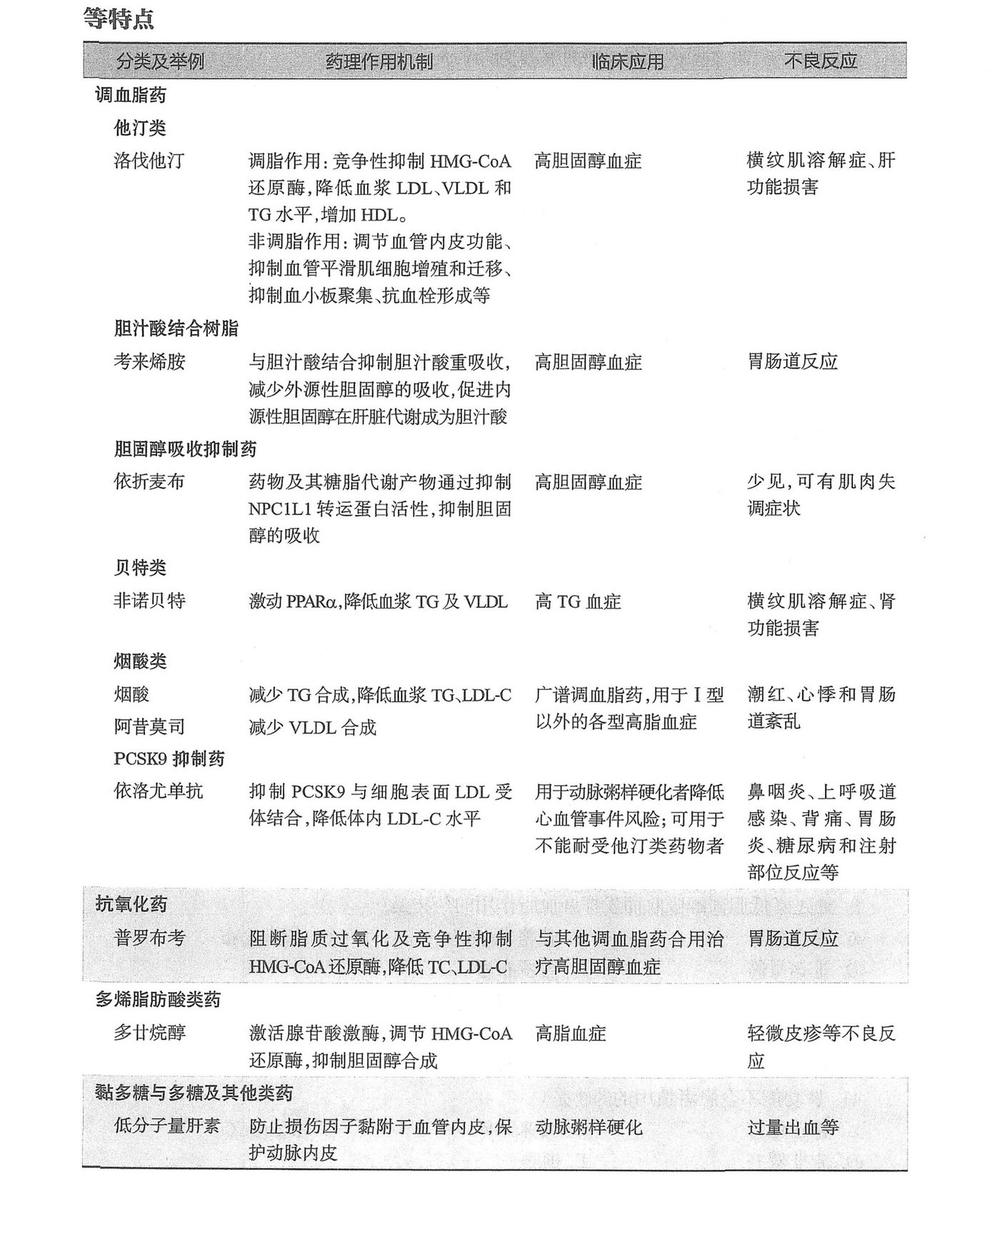 等特点
分类及举例 药理作用机制 临床应用 不良反应
调血脂药
他汀类
洛伐他汀 调脂作用：竞争性抑制 HMG-CoA 高胆固醇血症 横纹肌溶解症、肝
还原酶，降低血浆 LDL、VLDL 和 功能损害
TG 水平，增加 HDL。
非调脂作用：调节血管内皮功能、
抑制血管平滑肌细胞增殖和迁移、
抑制血小板聚集、抗血栓形成等
胆汁酸结合树脂
考来烯胺 与胆汁酸结合抑制胆汁酸重吸收， 高胆固醇血症 胃肠道反应
减少外源性胆固醇的吸收，促进内
源性胆固醇在肝脏代谢成为胆汁酸
胆固醇吸收抑制药
依折麦布 药物及其糖脂代谢产物通过抑制 高胆固醇血症 少见，可有肌肉失
NPC1L1 转运蛋白活性，抑制胆固 调症状
醇的吸收
贝特类
非诺贝特 激动 PPARα，降低血浆 TG 及 VLDL 高 TG 血症 横纹肌溶解症、肾
功能损害
烟酸类
烟酸 减少 TG 合成，降低血浆 TG、LDL-C 广谱调血脂药，用于Ⅰ型 潮红、心悸和胃肠
阿昔莫司 减少 VLDL 合成 以外的各型高脂血症 道紊乱
PCSK9 抑制药
依洛尤单抗 抑制 PCSK9 与细胞表面 LDL 受 用于动脉粥样硬化者降低 鼻咽炎、上呼吸道
体结合，降低体内 LDL-C 水平 心血管事件风险；可用于 感染、背痛、胃肠
不能耐受他汀类药物者 炎、糖尿病和注射
部位反应等
抗氧化药
普罗布考 阻断脂质过氧化及竞争性抑制 与其他调血脂药合用治 胃肠道反应
HMG-CoA 还原酶，降低 TC、LDL-C 疗高胆固醇血症
多烯脂肪酸类药
多廿烷醇 激活腺苷酸激酶，调节 HMG-CoA 高脂血症 轻微皮疹等不良反
还原酶，抑制胆固醇合成 应
黏多糖与多糖及其他类药
低分子量肝素 防止损伤因子黏附于血管内皮，保 动脉粥样硬化 过量出血等
护动脉内皮